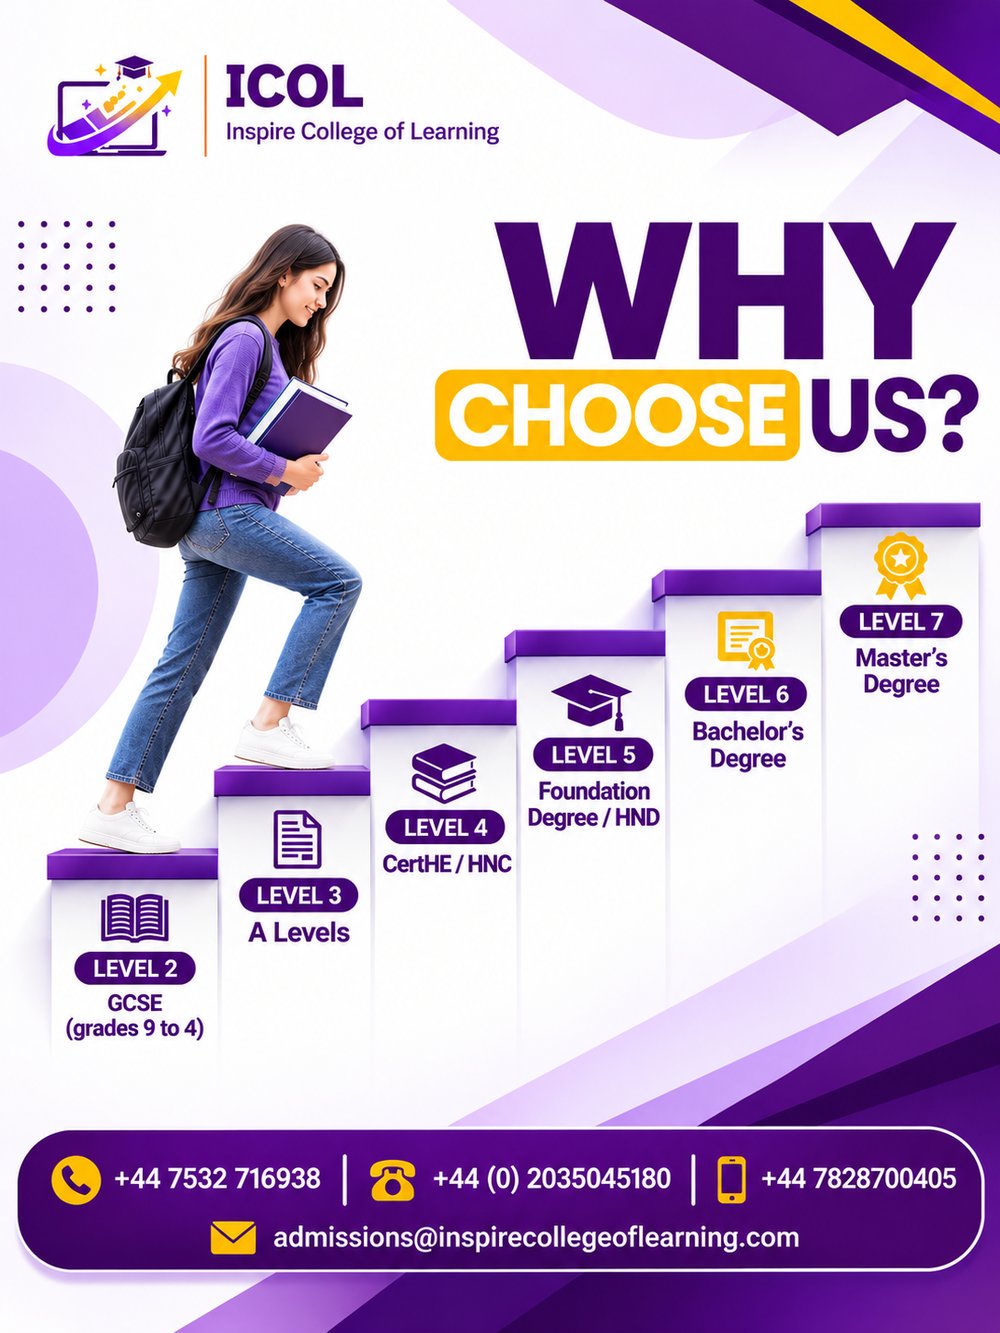 ICOL
Inspire College of Learning
WHY
CHOOSE US?
LEVEL 2
GCSE
(grades 9 to 4)
LEVEL 3
A Levels
LEVEL 4
CertHE / HNC
LEVEL 5
Foundation
Degree / HND
LEVEL 6
Bachelor's
Degree
LEVEL 7
Master's
Degree
+44 7532 716938
+44 (0) 2035045180
+44 7828700405
admissions@inspirecollegeoflearning.com